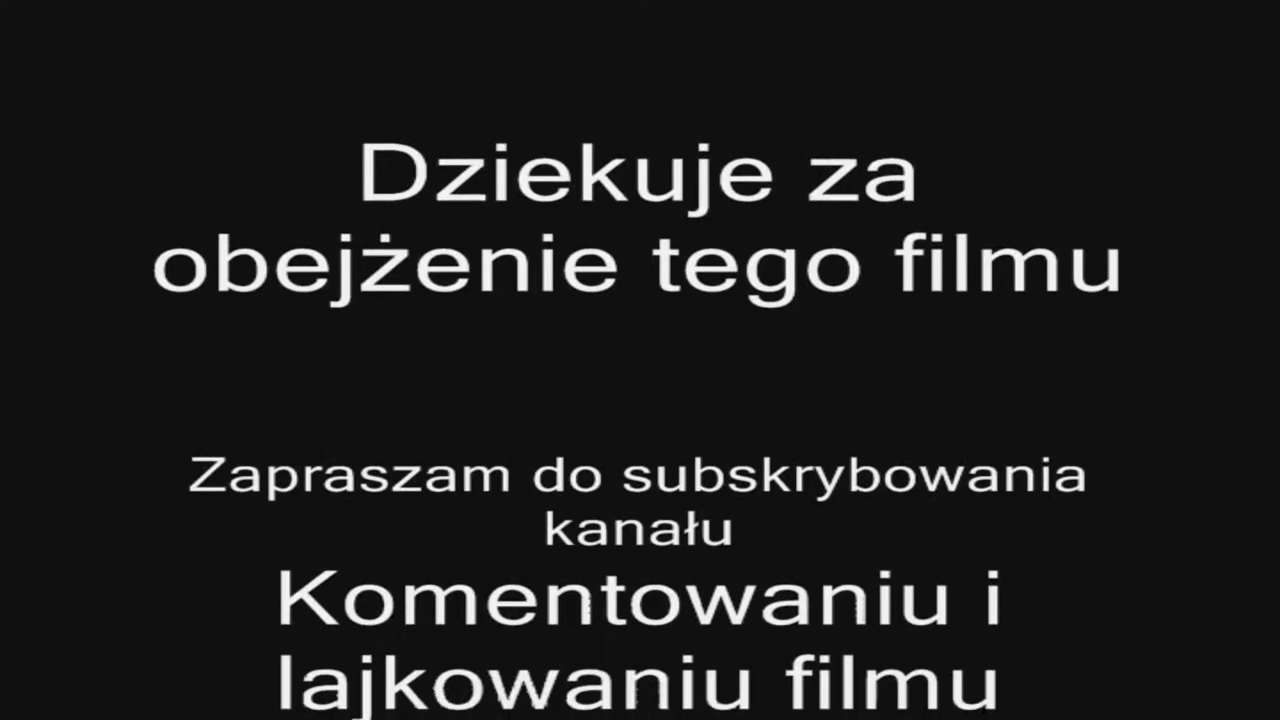 Dziekuje za
obejżenie tego filmu
Zapraszam do subskrybowania
kanału
Komentowaniu i
lajkowaniu filmu